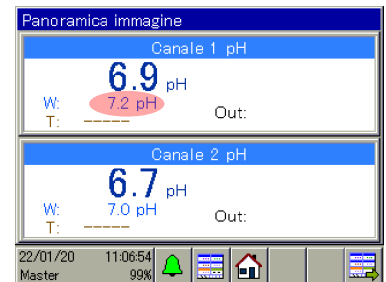 Panoramica immagine
Canale 1 pH
6.9 pH
W: 7.2 pH
Out:
T: -----
Canale 2 pH
6.7 pH
W: 7.0 pH
Out:
T: -----
22/01/20 11:06:54
Master 99%